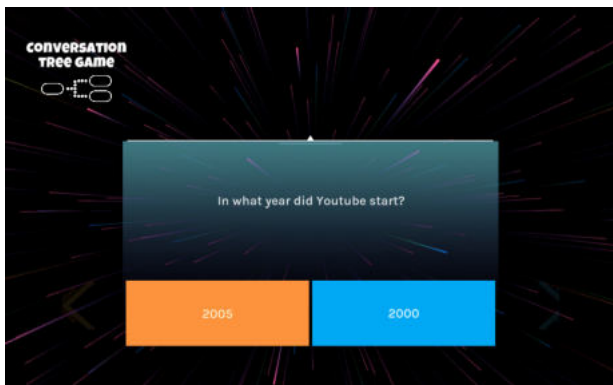 CONVERSATION
TREE GAME
In what year did Youtube start?
2005
2000